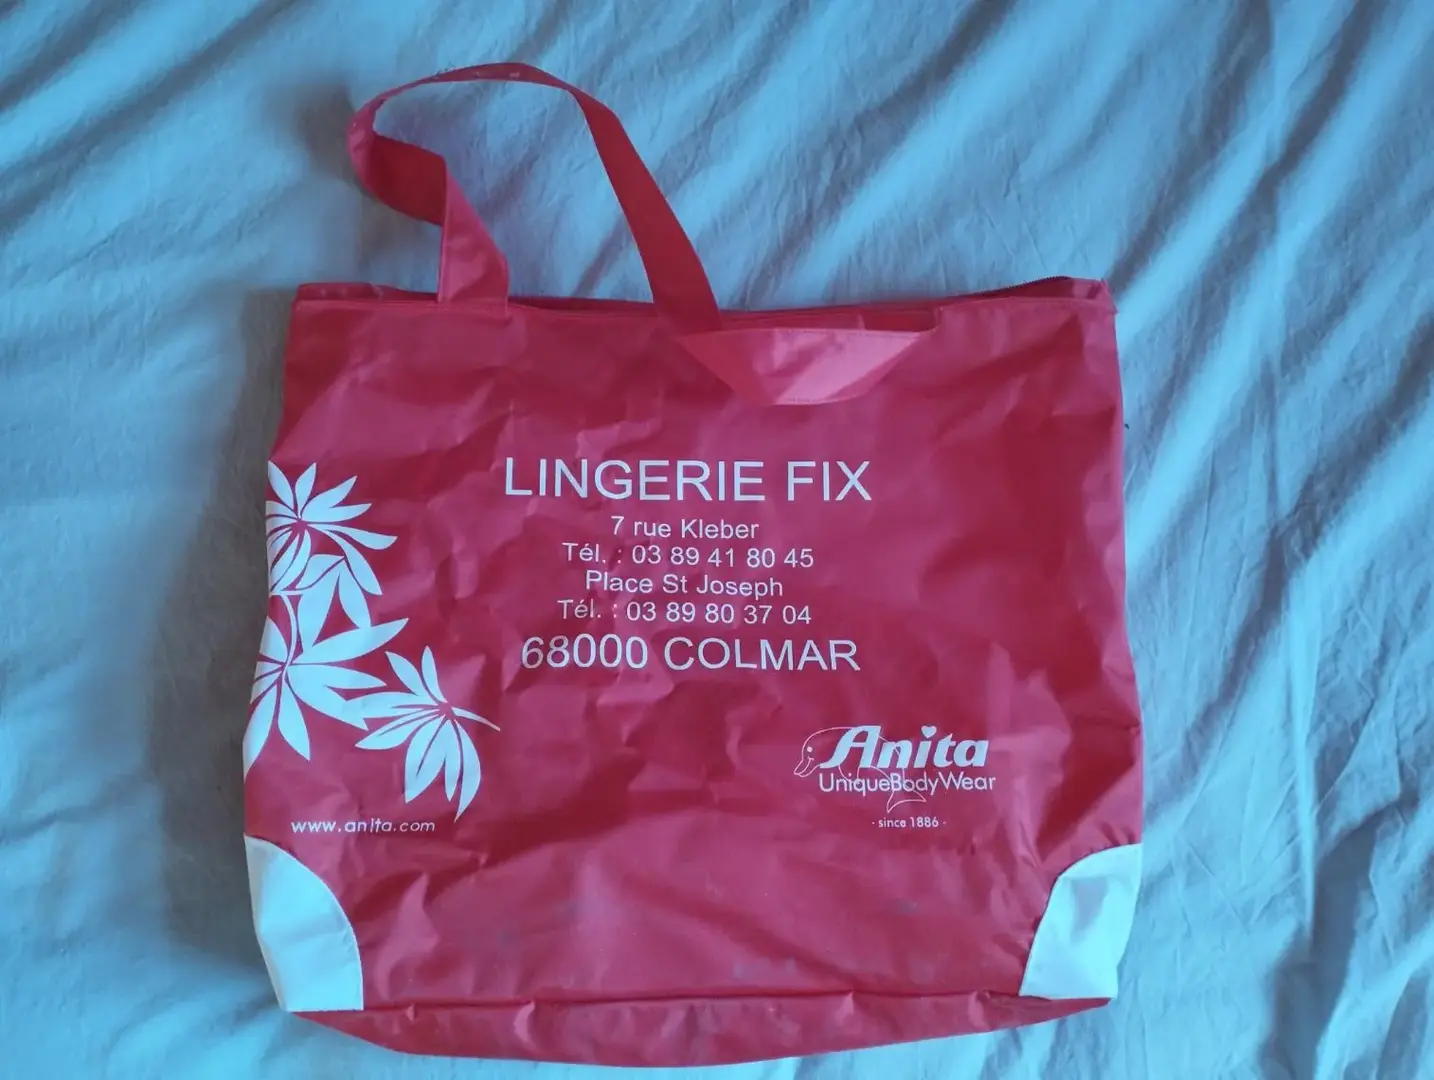 LINGERIE FIX
7 rue Kleber
Tél. : 03 89 41 80 45
Place St Joseph
Tél. : 03 89 80 37 04
68000 COLMAR
Anita
UniqueBodyWear
- since 1886 -
www.anita.com